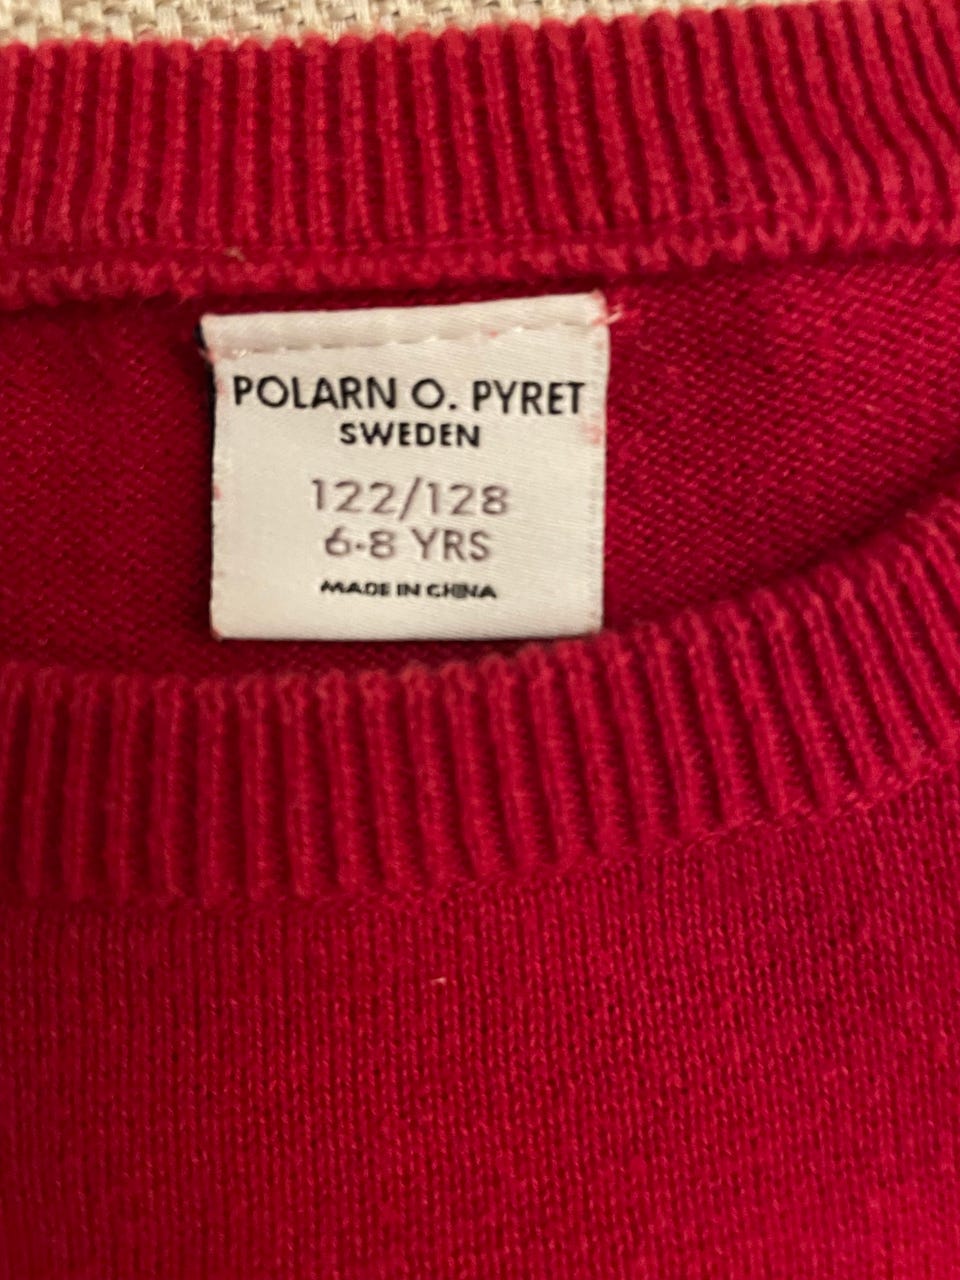 POLARN O. PYRET
SWEDEN
122/128
6-8 YRS
MADE IN CHINA